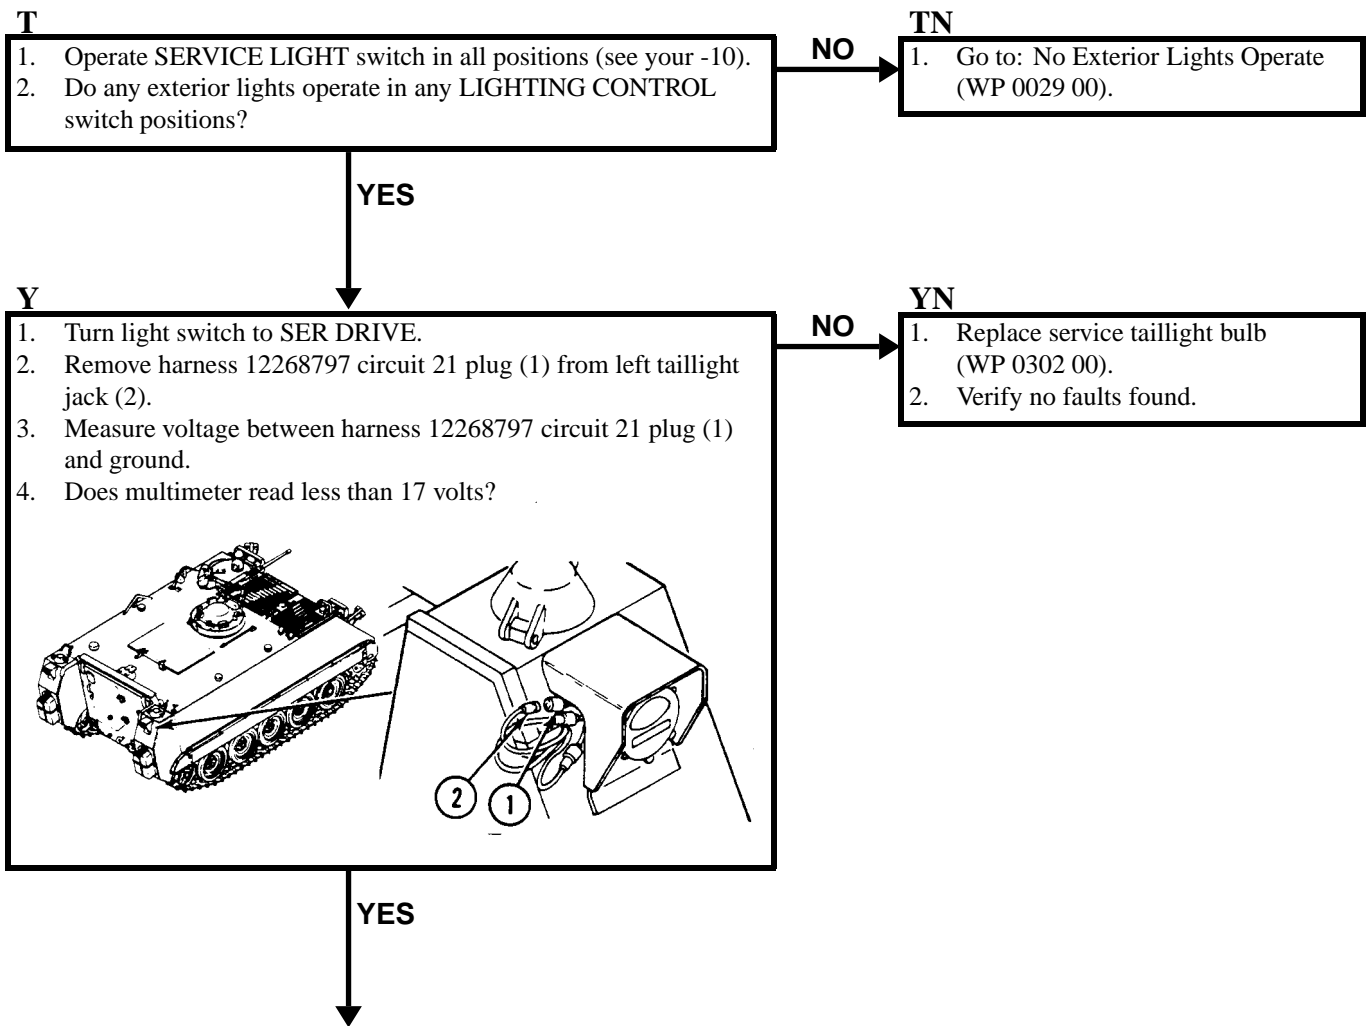 T
1. Operate SERVICE LIGHT switch in all positions (see your -10).
2. Do any exterior lights operate in any LIGHTING CONTROL
switch positions?
NO
TN
1. Go to: No Exterior Lights Operate
(WP 0029 00).
YES
Y
1. Turn light switch to SER DRIVE.
2. Remove harness 12268797 circuit 21 plug (1) from left taillight
jack (2).
3. Measure voltage between harness 12268797 circuit 21 plug (1)
and ground.
4. Does multimeter read less than 17 volts?
2
1
NO
YN
1. Replace service taillight bulb
(WP 0302 00).
2. Verify no faults found.
YES